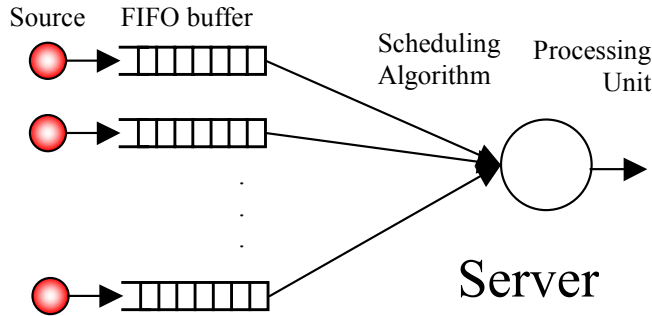 Source
FIFO buffer
Scheduling
Algorithm
Processing
Unit
Server